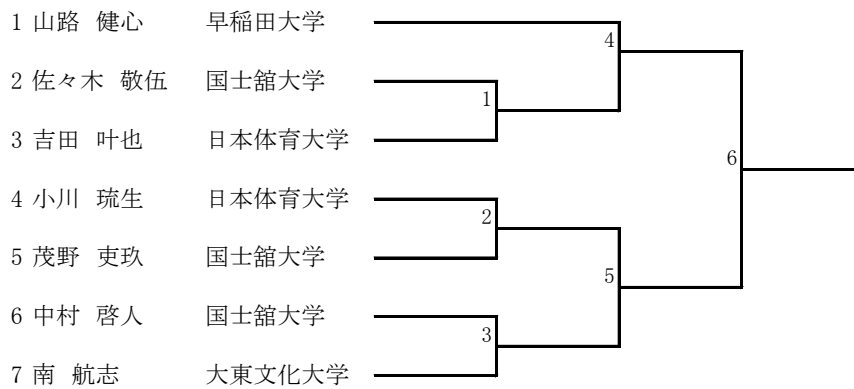 1 山路 健心 早稲田大学
4
2 佐々木 敬伍 国士舘大学
1
3 吉田 叶也 日本体育大学
6
4 小川 琉生 日本体育大学
2
5 茂野 吏玖 国士舘大学
5
6 中村 啓人 国士舘大学
3
7 南 航志 大東文化大学